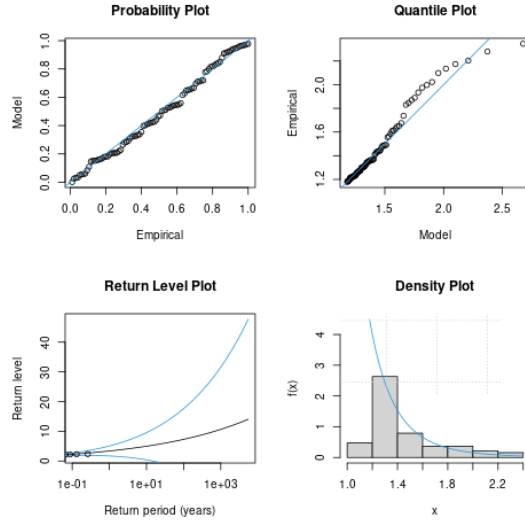 Probability Plot
Model
0.0 0.2 0.4 0.6 0.8 1.0
0.0 0.2 0.4 0.6 0.8 1.0
Empirical
Quantile Plot
Empirical
1.2 1.6 2.0
1.5 2.0 2.5
Model
Return Level Plot
Return level
0 10 20 30 40
1e-01 1e+01 1e+03
Return period (years)
Density Plot
f(x)
0 1 2 3 4
1.0 1.4 1.8 2.2
x